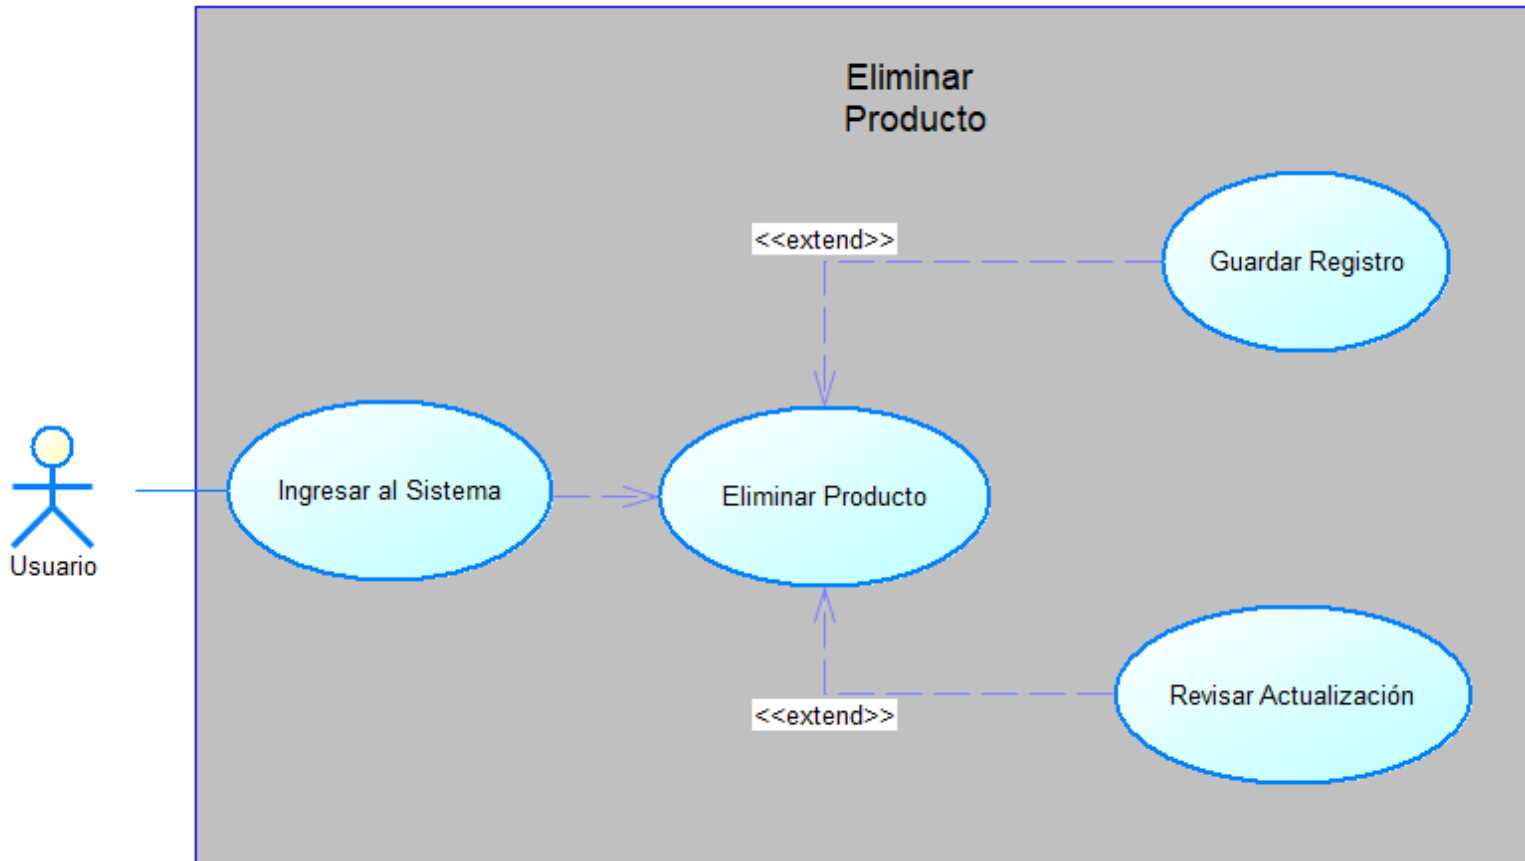 Eliminar
Producto
<<extend>>
Guardar Registro
Ingresar al Sistema
Eliminar Producto
Usuario
Revisar Actualización
<<extend>>